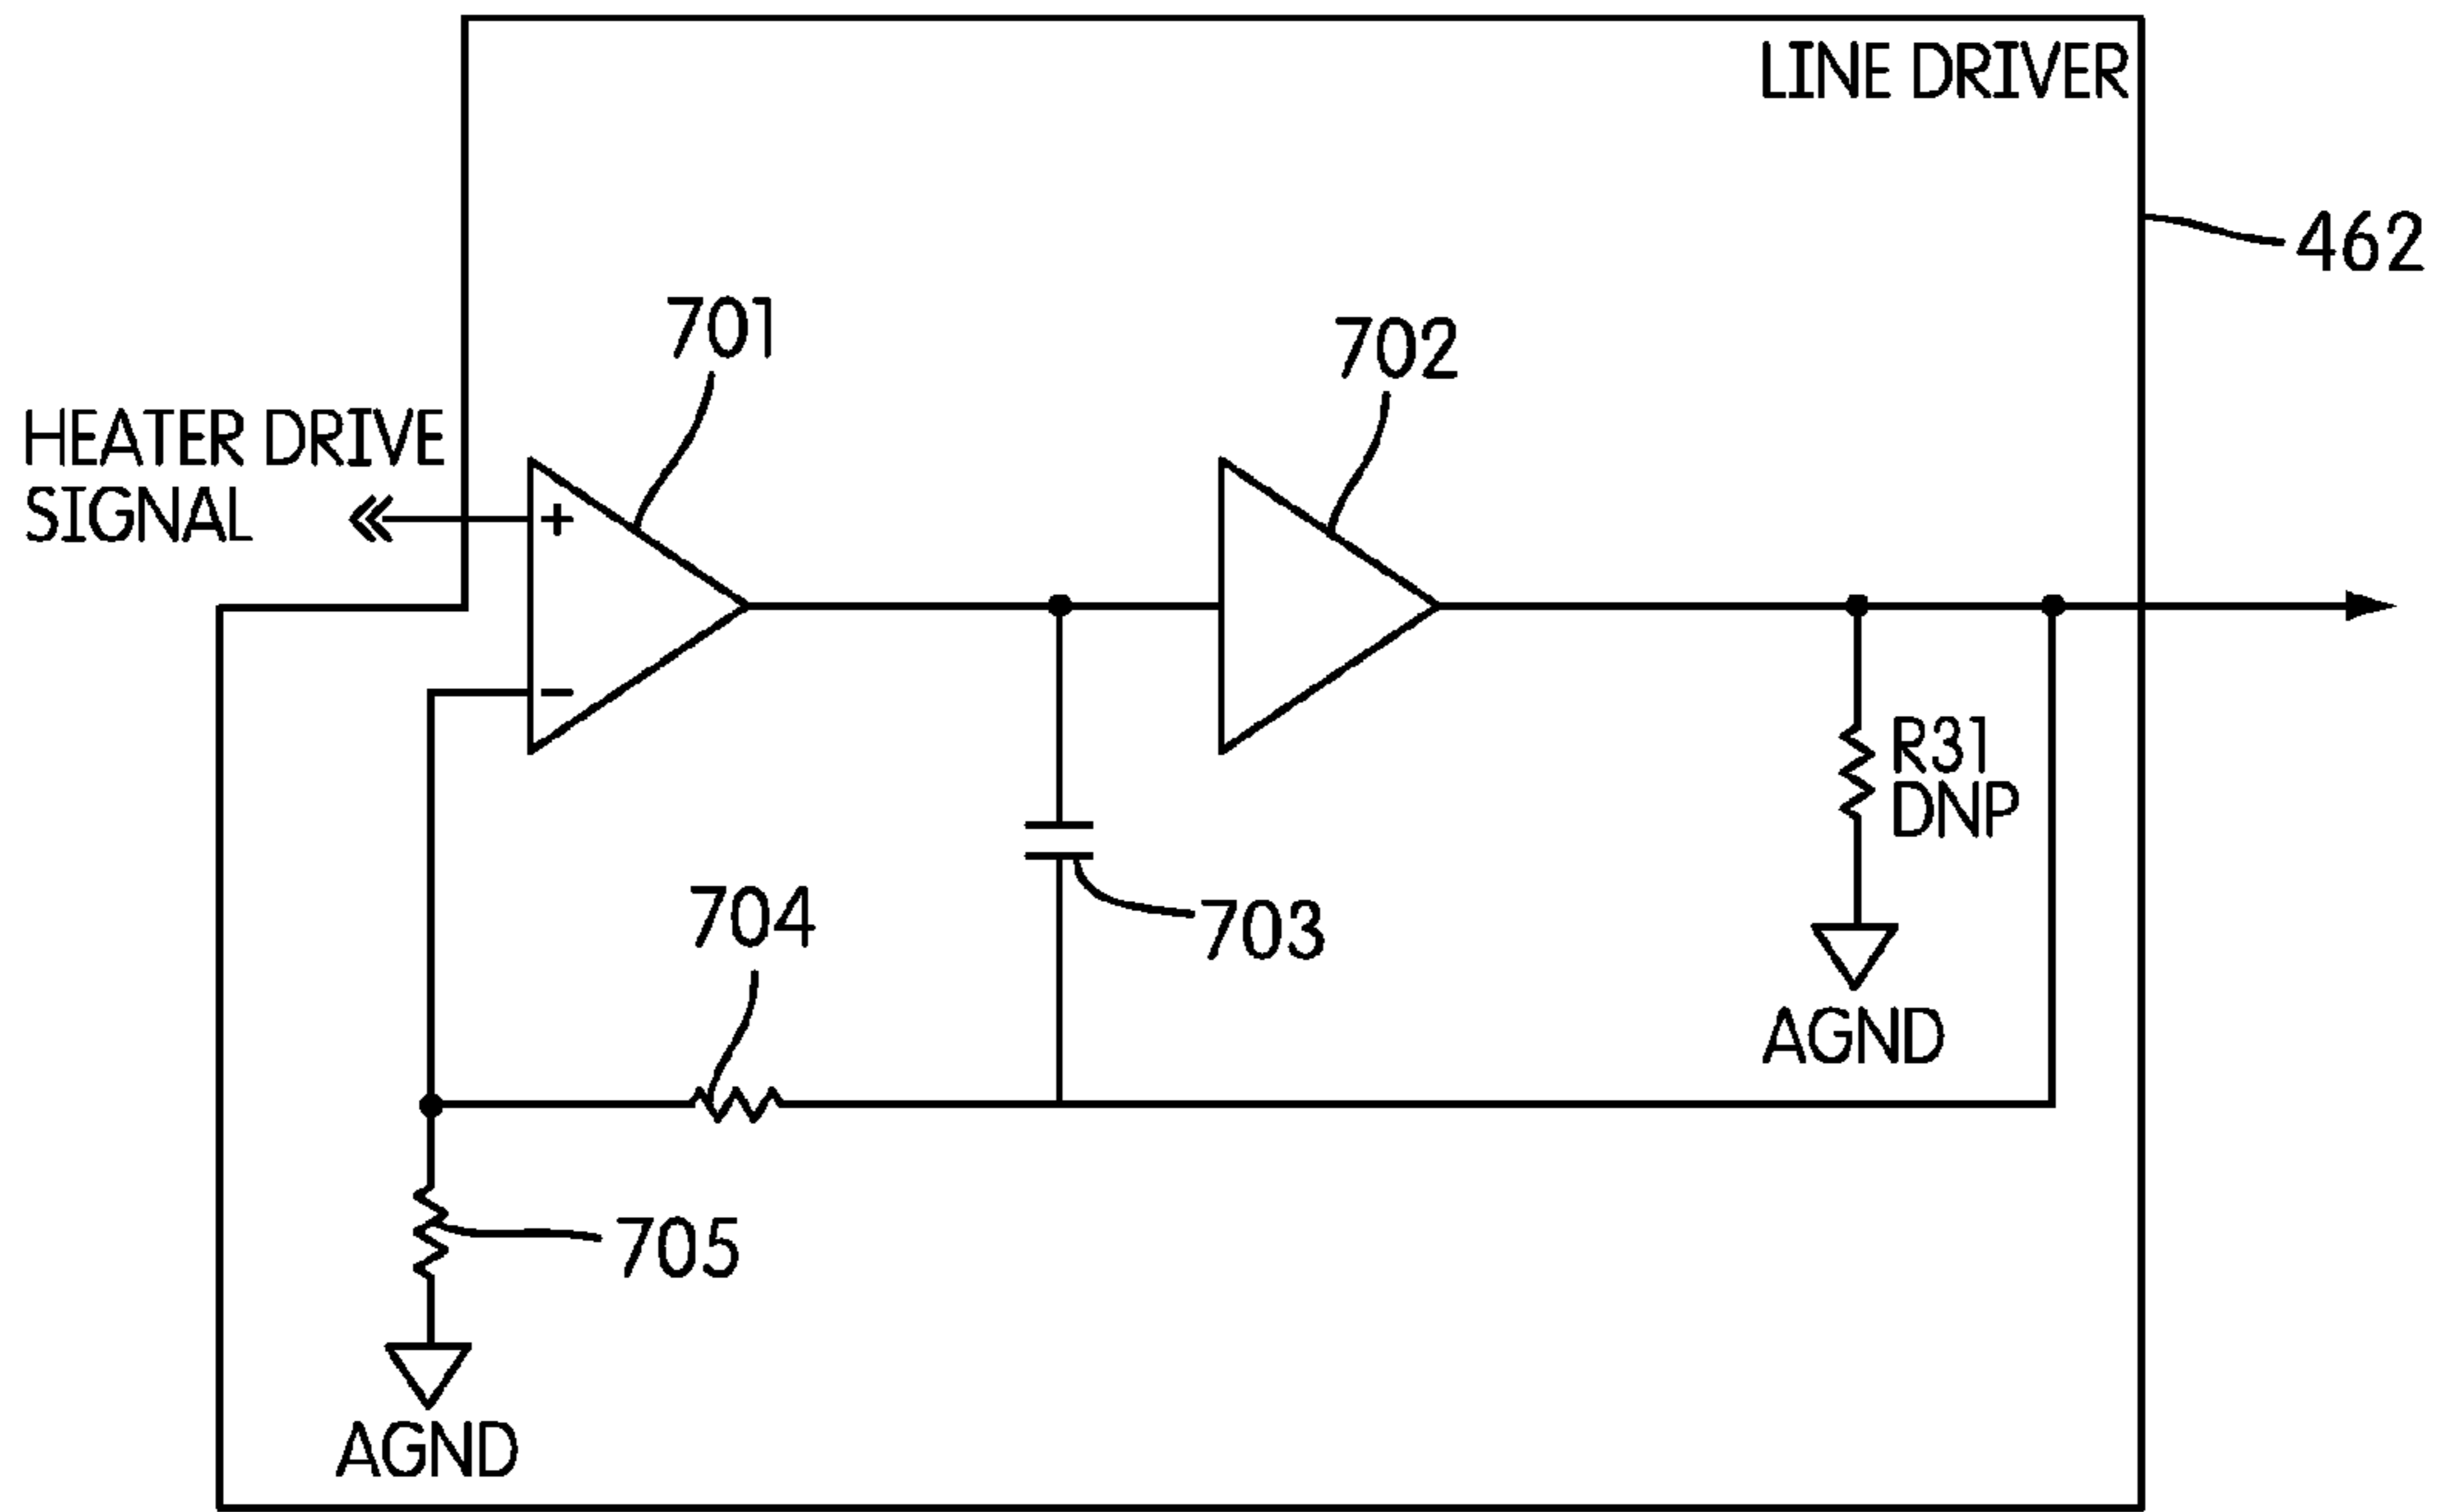 LINE DRIVER
462
701
702
HEATER DRIVE
SIGNAL
+
−
R31
DNP
704
703
AGND
705
AGND